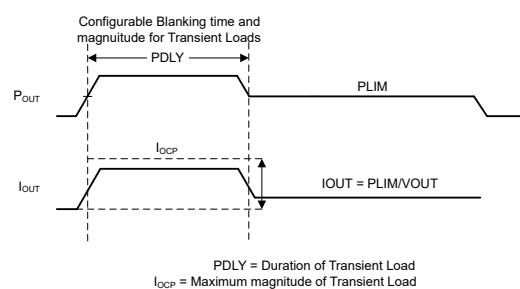 Configurable Blanking time and
magnuitude for Transient Loads
PDLY
POUT
PLIM
IOCP
IOUT
IOUT = PLIM/VOUT
PDLY = Duration of Transient Load
IOCP = Maximum magnitude of Transient Load